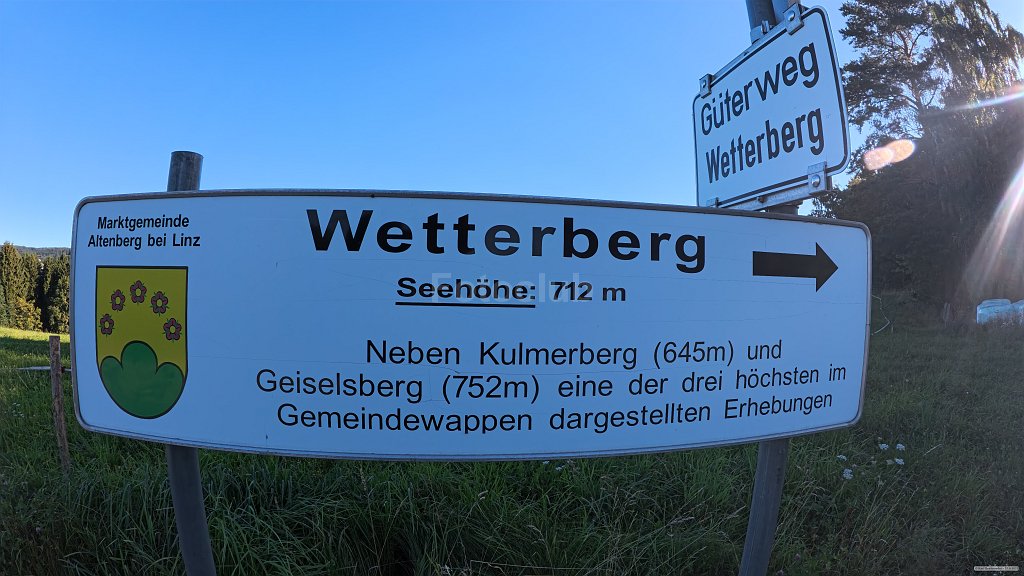 Güterweg
Wetterberg
Marktgemeinde
Altenberg bei Linz
Wetterberg
Seehöhe: 712 m
Neben Kulmerberg (645m) und
Geiselsberg (752m) eine der drei höchsten im
Gemeindewappen dargestellten Erhebungen